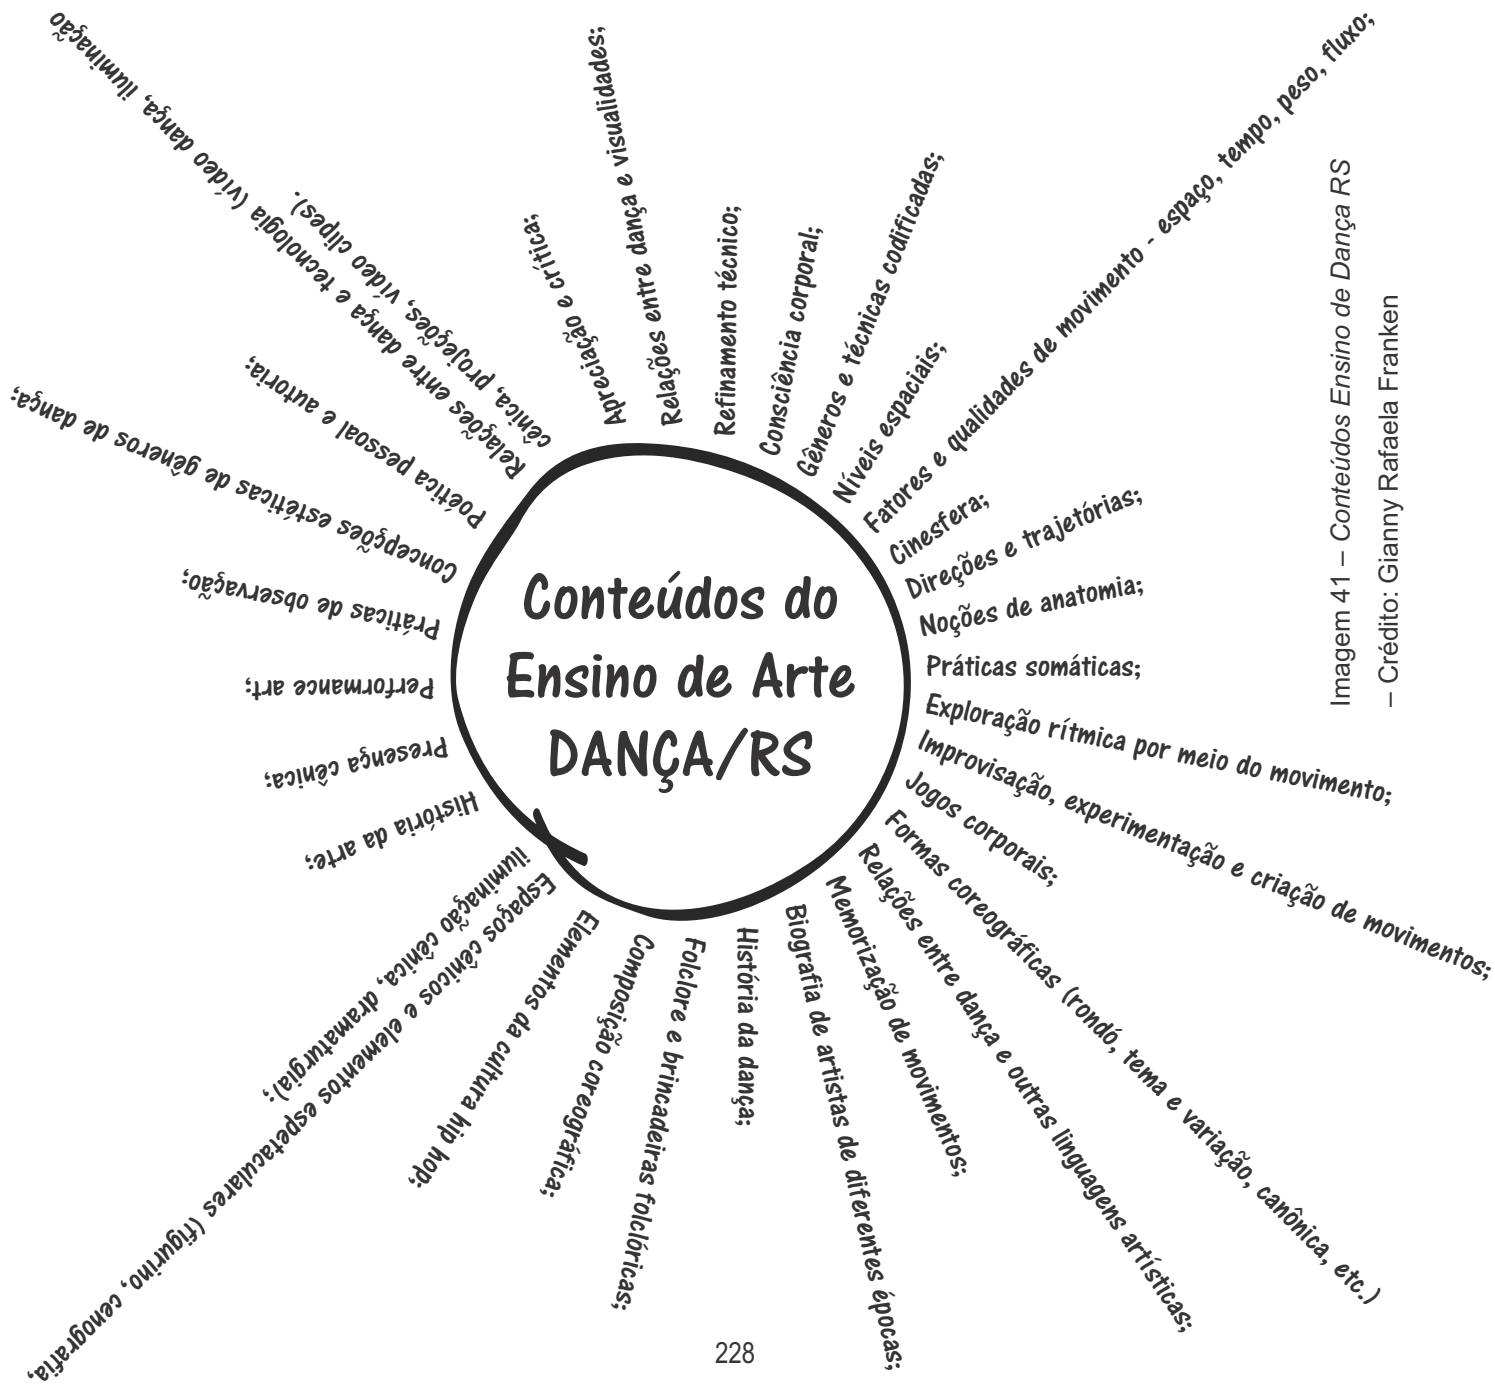 Conteúdos do
Ensino de Arte
DANÇA/RS
Apreciação e crítica;
Relações entre dança e visualidades;
Refinamento técnico;
Consciência corporal;
Gêneros e técnicas codificadas;
Níveis espaciais;
Fatores e qualidades de movimento - espaço, tempo, peso, fluxo;
Cinesfera;
Direções e trajetórias;
Noções de anatomia;
Práticas somáticas;
Exploração rítmica por meio do movimento;
Improvisação, experimentação e criação de movimentos;
Jogos corporais;
Formas coreográficas (rondó, tema e variação, canônica, etc.)
Relações entre dança e outras linguagens artísticas;
Memorização de movimentos;
Biografia de artistas de diferentes épocas;
História da dança;
Folclore e brincadeiras folclóricas;
Composição coreográfica;
Elementos da cultura hip hop;
Espaços cênicos e elementos espetaculares (figurino, cenografia,
iluminação cênica, dramaturgia);
História da arte;
Presença cênica;
Performance art;
Práticas de observação;
Concepções estéticas de gêneros de dança;
Poética pessoal e autoria;
Relações entre dança e tecnologia (vídeo dança, iluminação
cênica, projeções, vídeo clipes).
Imagem 41 – Conteúdos Ensino de Dança RS
– Crédito: Gianny Rafaela Franken
228